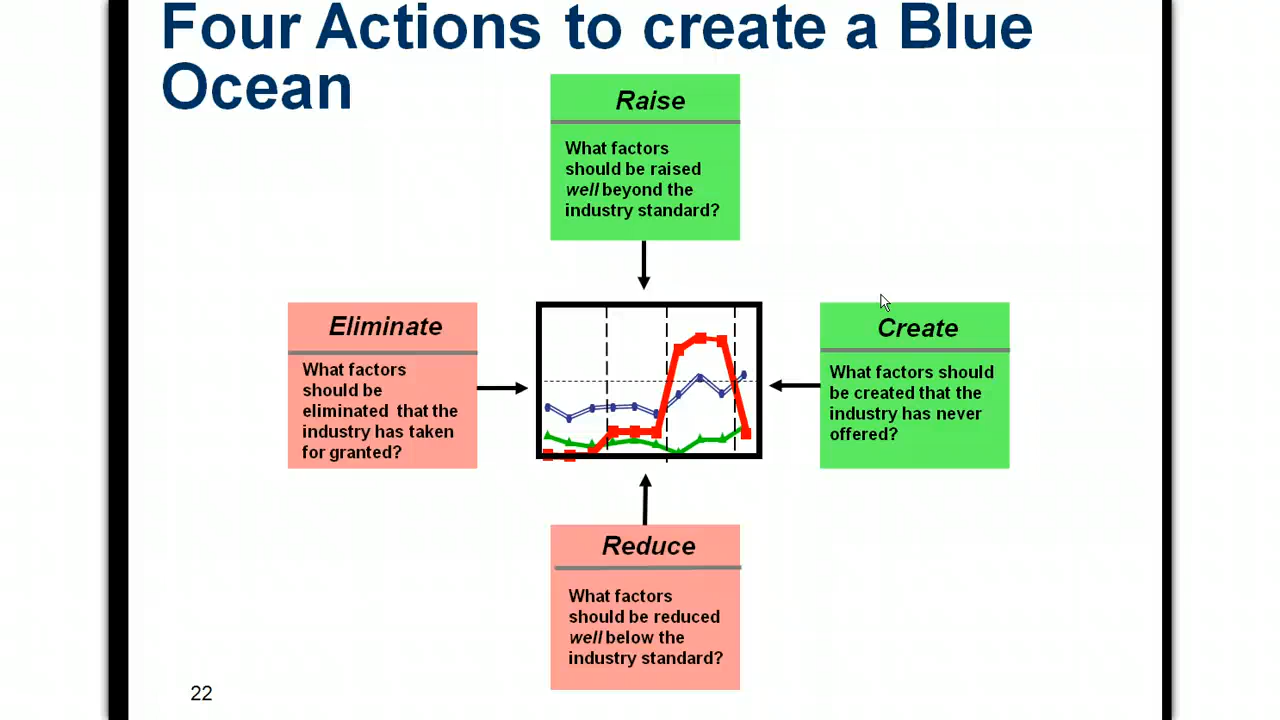 Four Actions to create a Blue
Ocean
Raise
What factors
should be raised
well beyond the
industry standard?
Eliminate
What factors
should be
eliminated that the
industry has taken
for granted?
Create
What factors should
be created that the
industry has never
offered?
Reduce
What factors
should be reduced
well below the
industry standard?
22